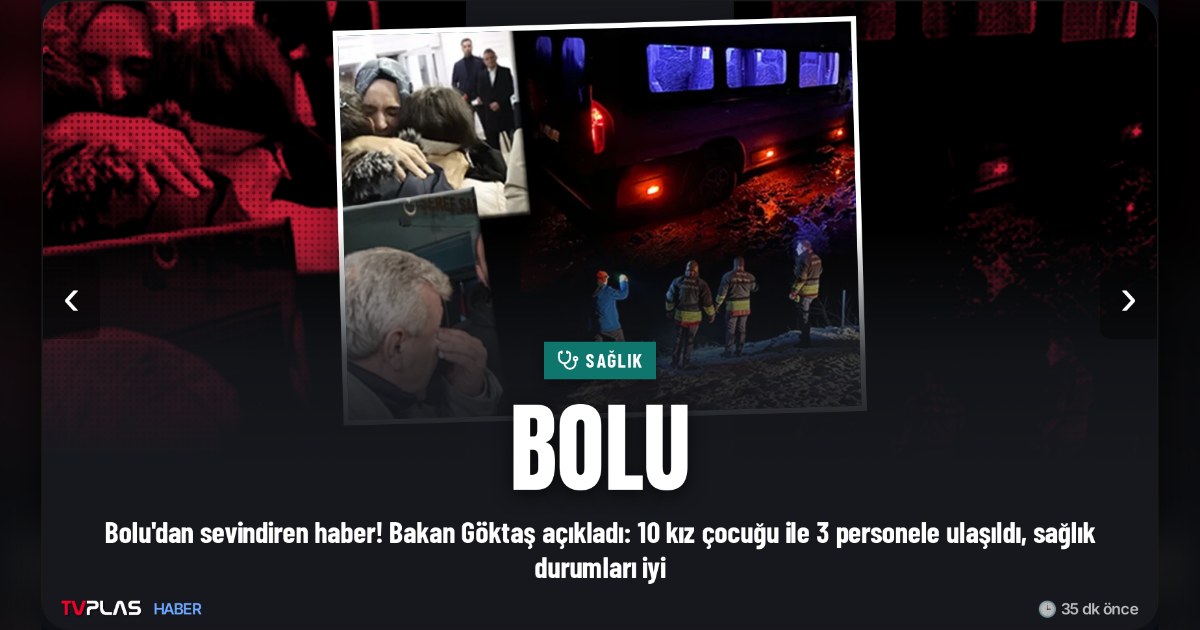 SAĞLIK
BOLU
Bolu'dan sevindiren haber! Bakan Göktaş açıkladı: 10 kız çocuğu ile 3 personele ulaşıldı, sağlık
durumları iyi
TVPLAS HABER
35 dk önce